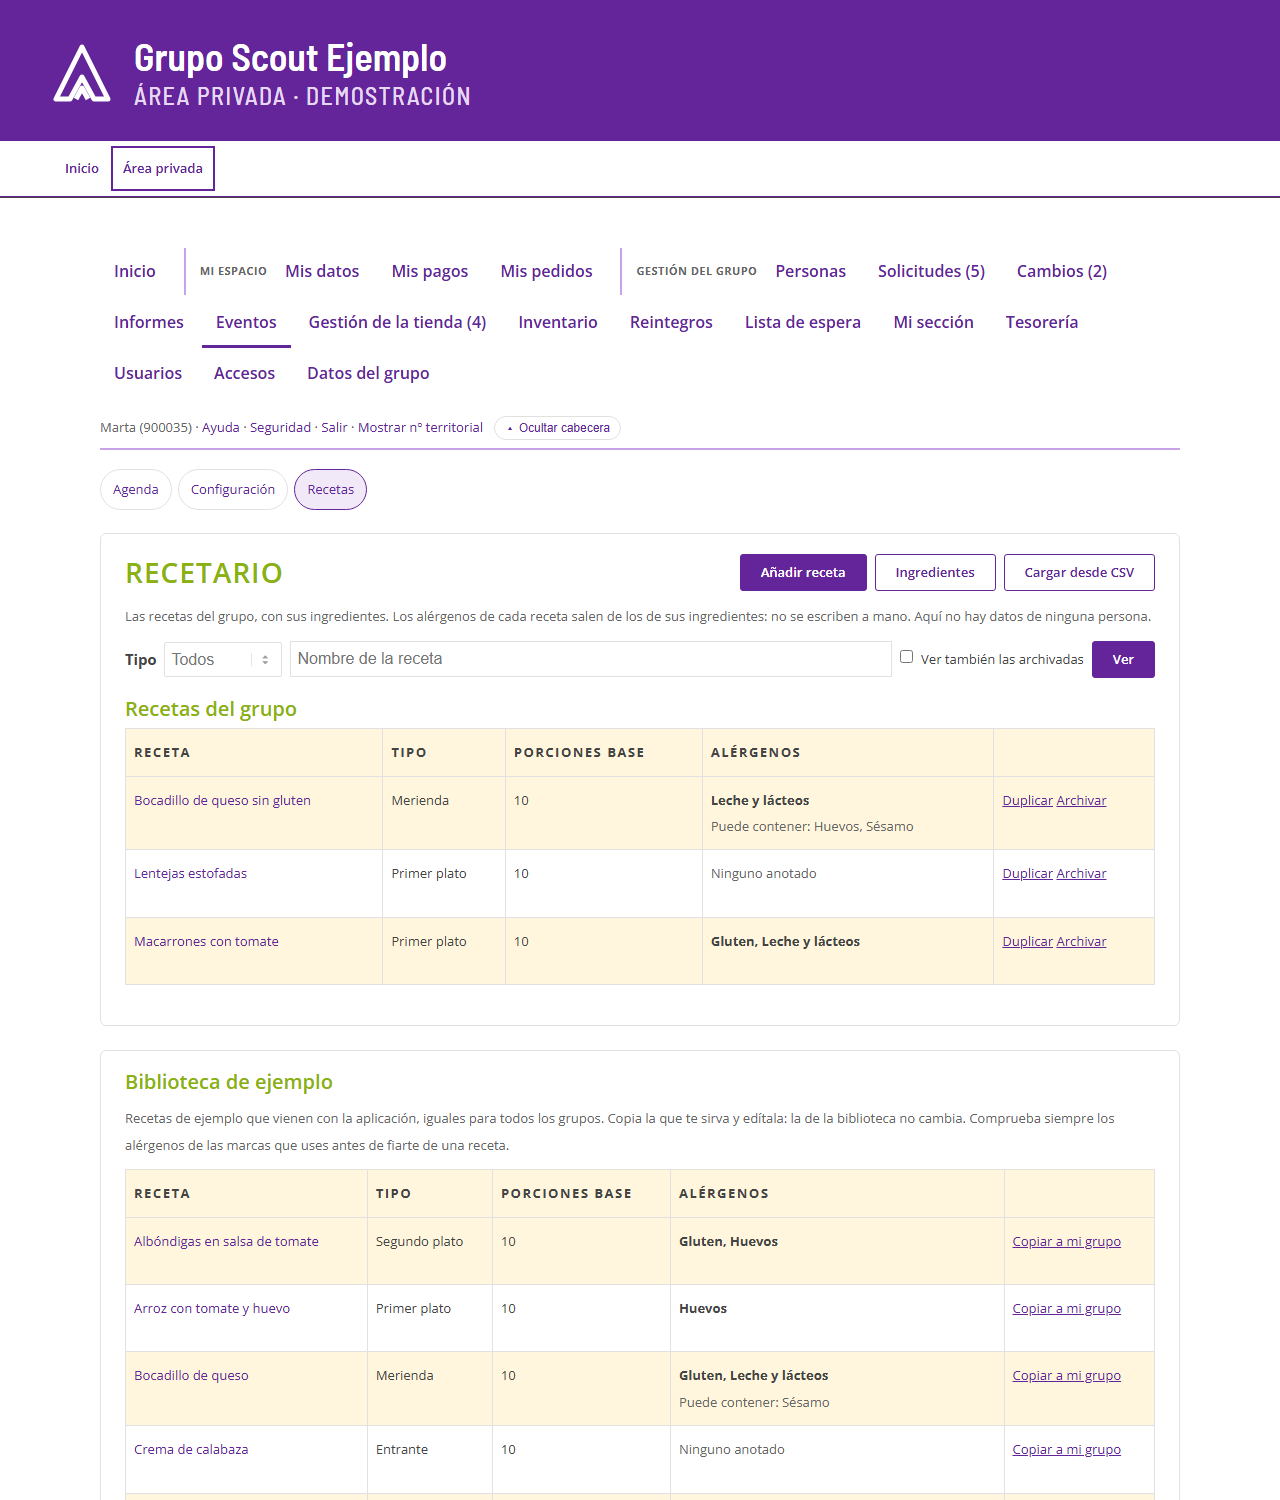 Grupo Scout Ejemplo
ÁREA PRIVADA · DEMOSTRACIÓN
Inicio Área privada
Inicio MI ESPACIO Mis datos Mis pagos Mis pedidos GESTIÓN DEL GRUPO Personas Solicitudes (5) Cambios (2)
Informes Eventos Gestión de la tienda (4) Inventario Reintegros Lista de espera Mi sección Tesorería
Usuarios Accesos Datos del grupo
Marta (900035) · Ayuda · Seguridad · Salir · Mostrar nº territorial ▲ Ocultar cabecera
Agenda Configuración Recetas
RECETARIO Añadir receta Ingredientes Cargar desde CSV
Las recetas del grupo, con sus ingredientes. Los alérgenos de cada receta salen de los de sus ingredientes: no se escriben a mano. Aquí no hay datos de ninguna persona.
Tipo Todos Nombre de la receta Ver también las archivadas Ver
Recetas del grupo
RECETA TIPO PORCIONES BASE ALÉRGENOS
Bocadillo de queso sin gluten Merienda 10 Leche y lácteos Duplicar Archivar
Puede contener: Huevos, Sésamo
Lentejas estofadas Primer plato 10 Ninguno anotado Duplicar Archivar
Macarrones con tomate Primer plato 10 Gluten, Leche y lácteos Duplicar Archivar
Biblioteca de ejemplo
Recetas de ejemplo que vienen con la aplicación, iguales para todos los grupos. Copia la que te sirva y edítala: la de la biblioteca no cambia. Comprueba siempre los
alérgenos de las marcas que uses antes de fiarte de una receta.
RECETA TIPO PORCIONES BASE ALÉRGENOS
Albóndigas en salsa de tomate Segundo plato 10 Gluten, Huevos Copiar a mi grupo
Arroz con tomate y huevo Primer plato 10 Huevos Copiar a mi grupo
Bocadillo de queso Merienda 10 Gluten, Leche y lácteos Copiar a mi grupo
Puede contener: Sésamo
Crema de calabaza Entrante 10 Ninguno anotado Copiar a mi grupo